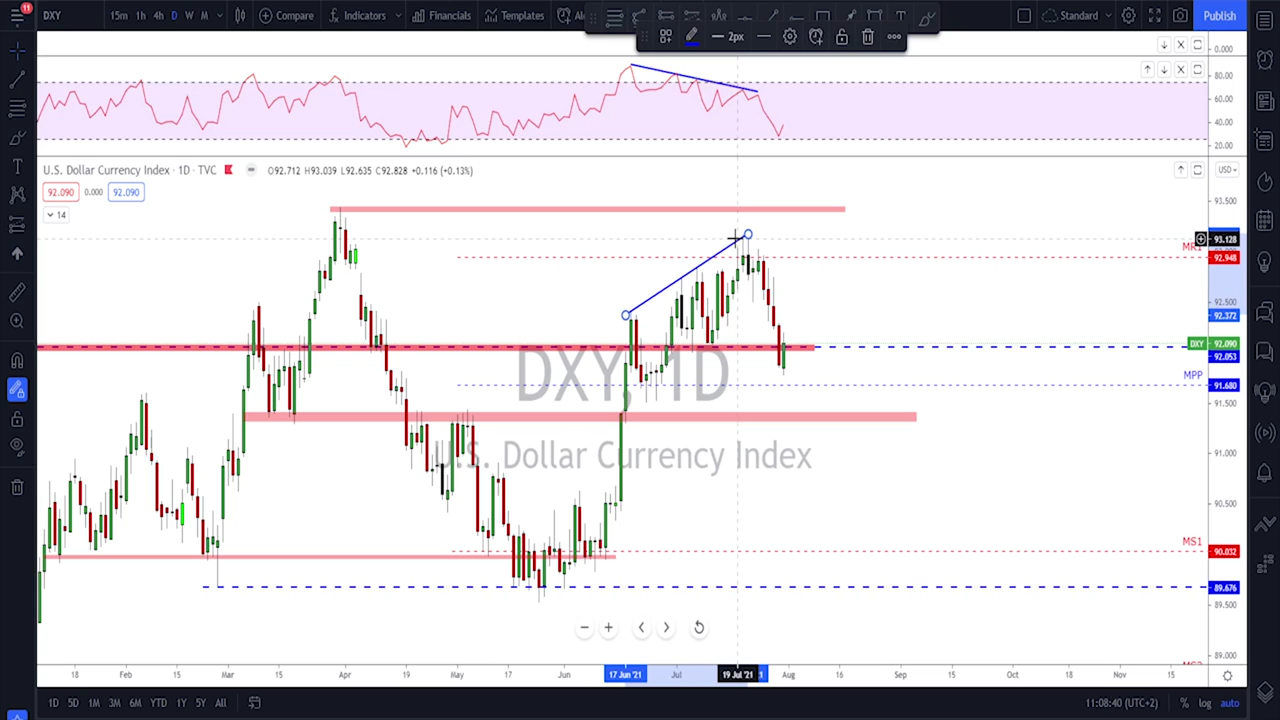 DXY 15m 1h 4h D W M Compare Indicators Financials Templates Al Standard Publish
2px
0.000
80.00
60.00
40.00
20.00
U.S. Dollar Currency Index · 1D · TVC O92.712 H93.039 L92.635 C92.828 +0.116 (+0.13%) USD
92.090 0.000 92.090
14
93.500
93.128
MR1
92.948
92.500
92.372
DXY 92.090
92.053
DXY, 1D
MPP
91.680
91.500
U.S. Dollar Currency Index
91.000
90.500
MS1
90.032
89.676
89.500
89.000
18 Feb 15 Mar 15 Apr 19 May 14 Jun 17 Jun '21 Jul 19 Jul '21 1 Aug 16 Sep 15 Oct 18 Nov 15
1D 5D 1M 3M 6M YTD 1Y 5Y All 11:08:40 (UTC+2) % log auto